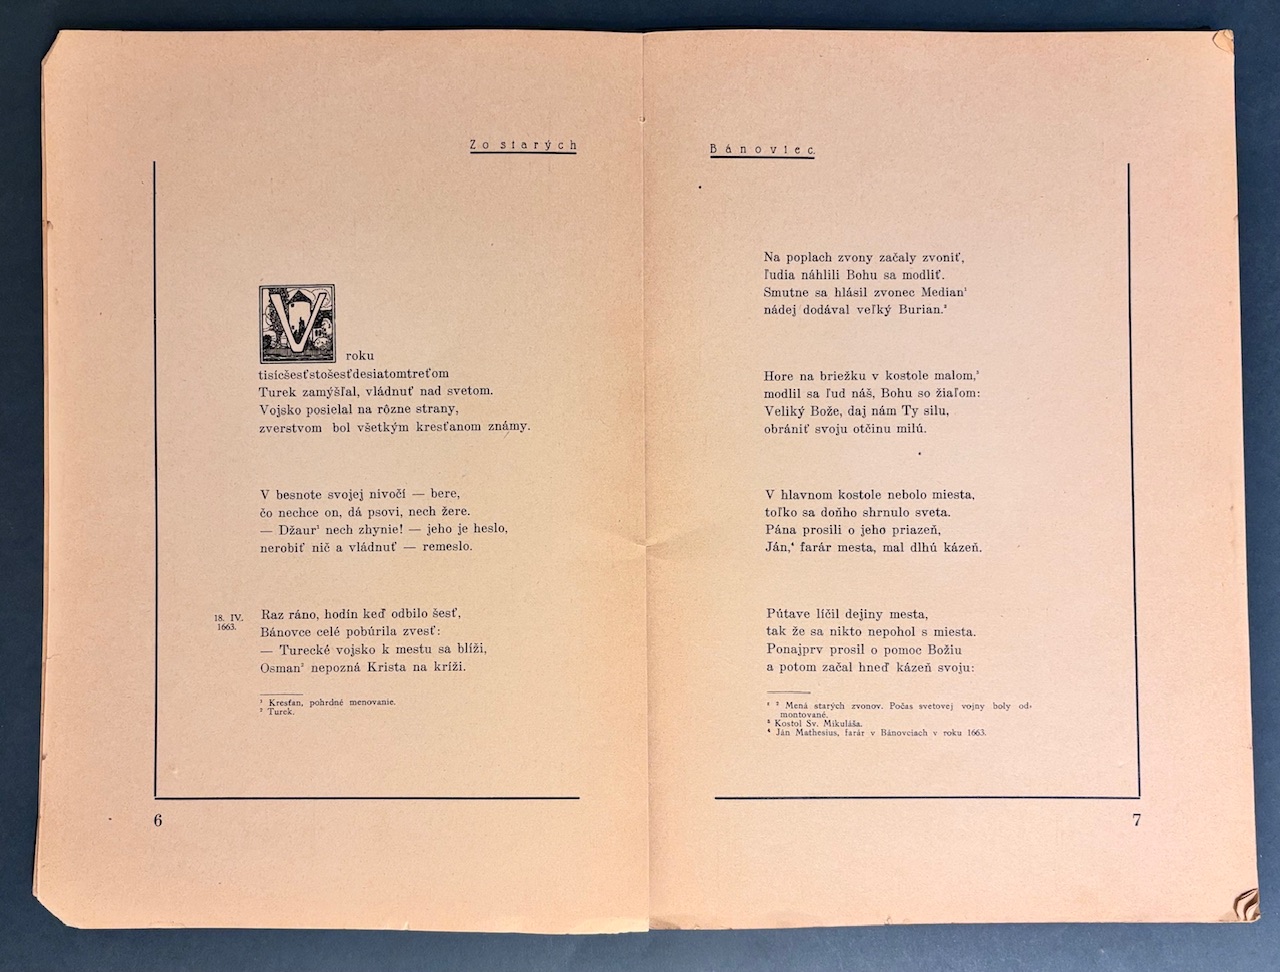 Zo starých
V roku
tisícšesťstošesťdesiatomtreťom
Turek zamýšľal, vládnuť nad svetom.
Vojsko posielal na rôzne strany,
zverstvom bol všetkým kresťanom známy.
V besnote svojej nivočí — bere,
čo nechce on, dá psovi, nech žere.
— Džaur¹ nech zhynie! — jeho je heslo,
nerobiť nič a vládnuť — remeslo.
18. IV.
1663.
Raz ráno, hodín keď odbilo šesť,
Bánovce celé pobúrila zvesť:
— Turecké vojsko k mestu sa blíži,
Osman² nepozná Krista na kríži.
¹ Kresťan, pohrdné menovanie.
² Turek.
6
Bánoviec.
Na poplach zvony začaly zvoniť,
ľudia náhlili Bohu sa modliť.
Smutne sa hlásil zvonec Median¹
nádej dodával veľký Burian.²
Hore na briežku v kostole malom,³
modlil sa ľud náš, Bohu so žiaľom:
Veliký Bože, daj nám Ty silu,
obrániť svoju otčinu milú.
V hlavnom kostole nebolo miesta,
toľko sa doňho shrnulo sveta.
Pána prosili o jeho priazeň,
Ján,⁴ farár mesta, mal dlhú kázeň.
Pútave líčil dejiny mesta,
tak že sa nikto nepohol s miesta.
Ponajprv prosil o pomoc Božiu
a potom začal hneď kázeň svoju:
¹ ² Mená starých zvonov. Počas svetovej vojny boly od-
montované.
³ Kostol Sv. Mikuláša.
⁴ Ján Mathesius, farár v Bánovciach v roku 1663.
7